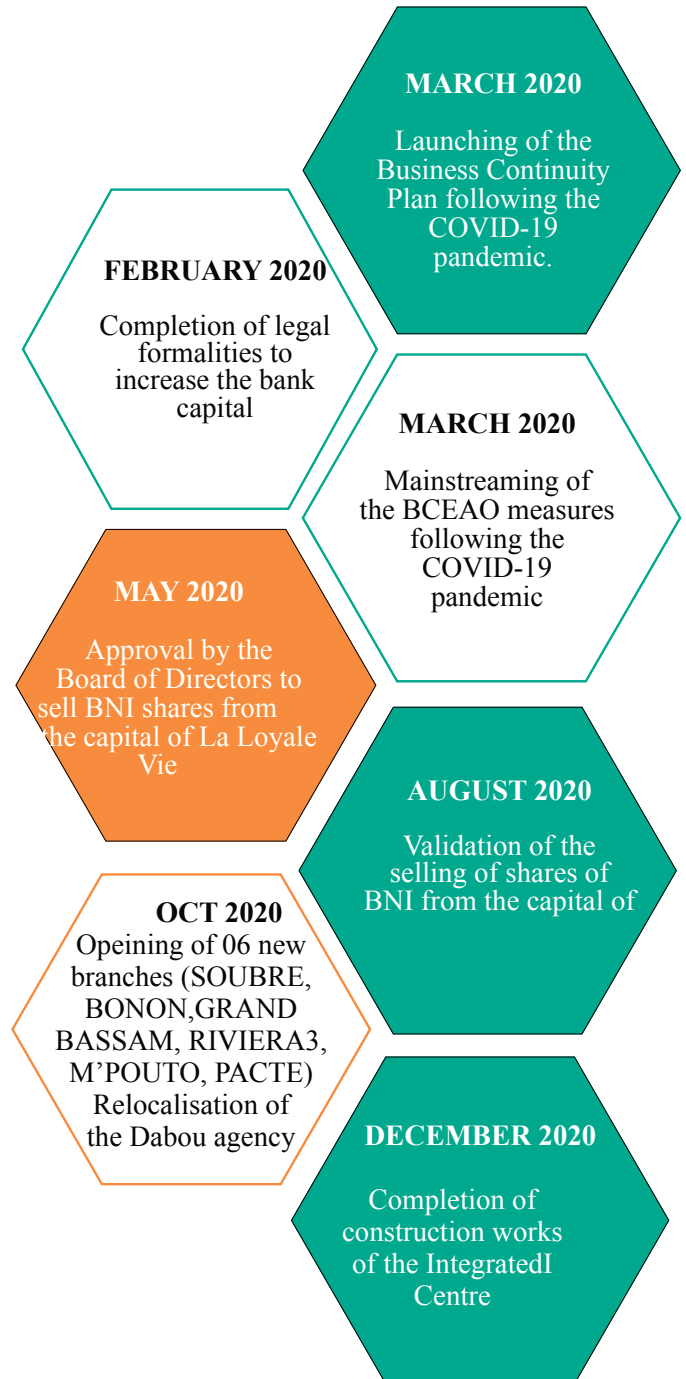 MARCH 2020
Launching of the
Business Continuity
Plan following the
COVID-19
pandemic.
FEBRUARY 2020
Completion of legal
formalities to
increase the bank
capital
MARCH 2020
Mainstreaming of
the BCEAO measures
following the
COVID-19
pandemic
MAY 2020
Approval by the
Board of Directors to
sell BNI shares from
the capital of La Loyale
Vie
AUGUST 2020
Validation of the
selling of shares of
BNI from the capital of
OCT 2020
Opeining of 06 new
branches (SOUBRE,
BONON,GRAND
BASSAM, RIVIERA3,
M’POUTO, PACTE)
Relocalisation of
the Dabou agency
DECEMBER 2020
Completion of
construction works
of the IntegratedI
Centre